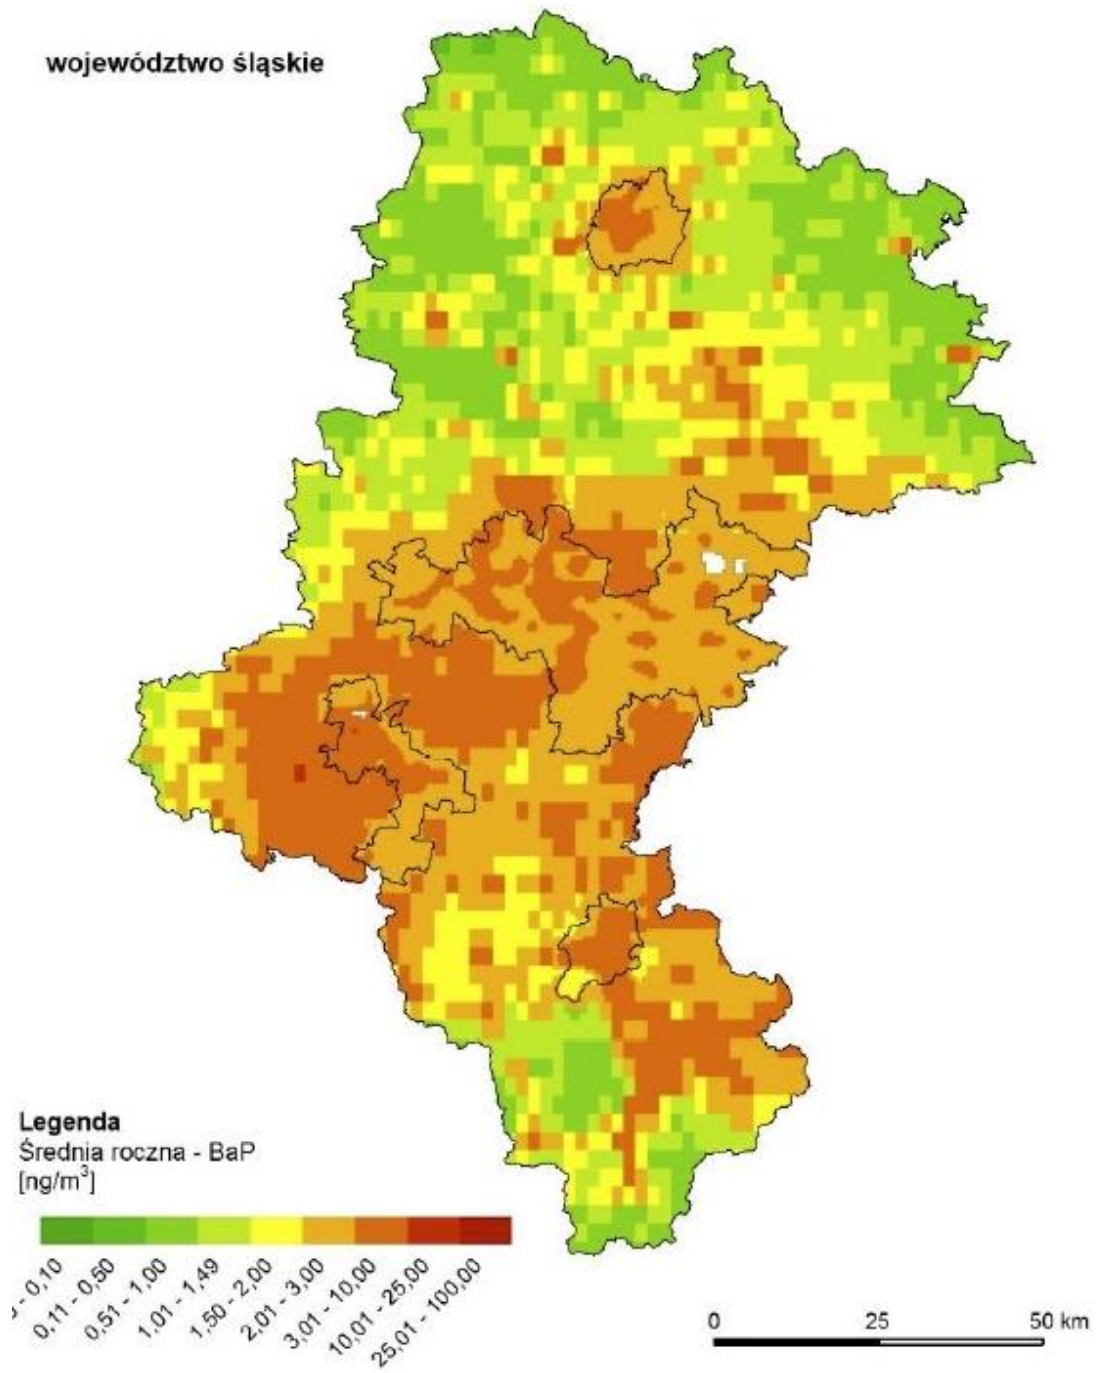 województwo śląskie
Legenda
Średnia roczna - BaP
[ng/m³]
- 0,10
0,11 - 0,50
0,51 - 1,00
1,01 - 1,49
1,50 - 2,00
2,01 - 3,00
3,01 - 10,00
10,01 - 25,00
25,01 - 100,00
0 25 50 km